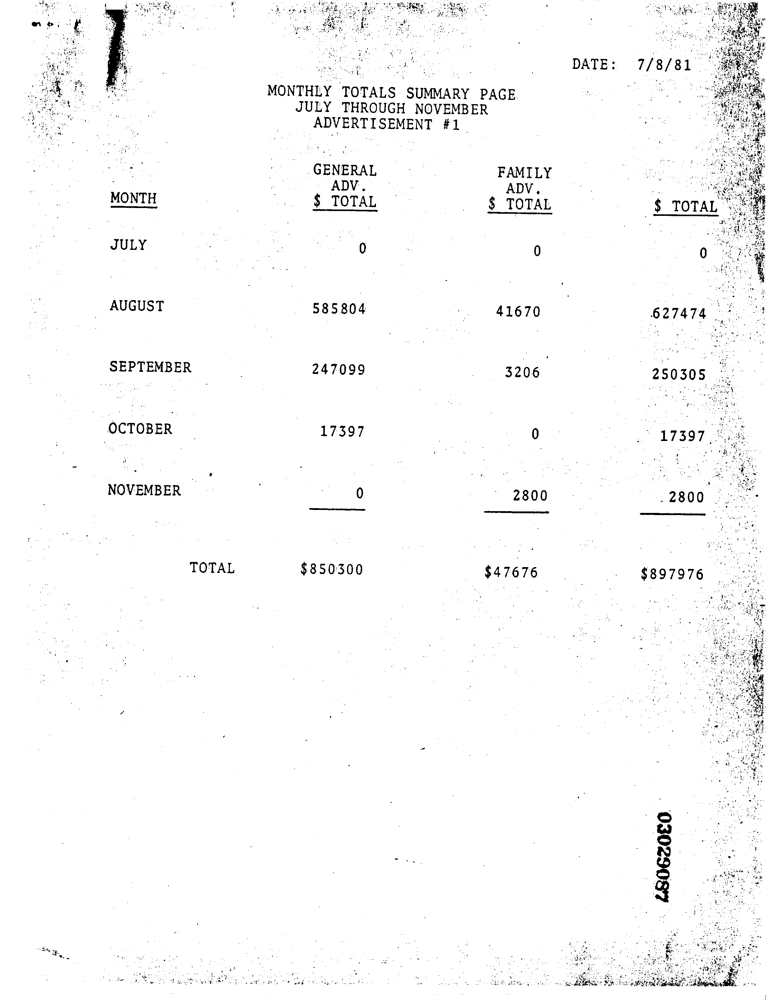 DATE: 7/8/81
MONTHLY TOTALS SUMMARY PAGE
JULY THROUGH NOVEMBER
ADVERTISEMENT #1
GENERAL ADV. $ TOTAL
FAMILY ADV. $ TOTAL
MONTH $ TOTAL
JULY 0 0 0
AUGUST 585804 41670 627474
SEPTEMBER 247099 3206 250305
OCTOBER 17397 0 17397
NOVEMBER 0 2800 2800
TOTAL $850300 $47676 $897976
03029087